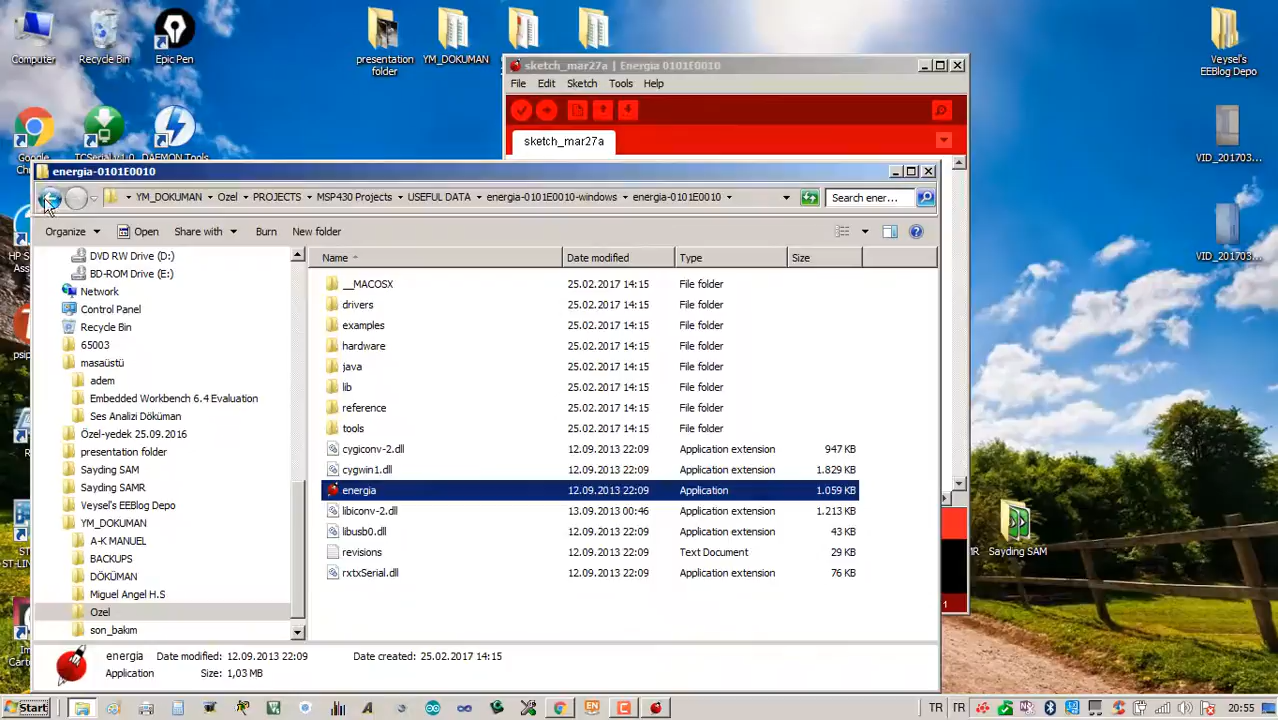 Computer
Recycle Bin
Epic Pen
presentation folder
YM_DOKUMAN
Veysel's EEBlog Depo
Google
TCSerial v1.0
DAEMON Tools
VID_201703...
VID_201703...
Sayding SAM
sketch_mar27a | Energia 0101E0010
File Edit Sketch Tools Help
sketch_mar27a
1
energia-0101E0010
YM_DOKUMAN Ozel PROJECTS MSP430 Projects USEFUL DATA energia-0101E0010-windows energia-0101E0010
Search ener...
Organize Open Share with Burn New folder
DVD RW Drive (D:)
BD-ROM Drive (E:)
Network
Control Panel
Recycle Bin
65003
masaüstü
adem
Embedded Workbench 6.4 Evaluation
Ses Analizi Döküman
Ozel-yedek 25.09.2016
presentation folder
Sayding SAM
Sayding SAMR
Veysel's EEBlog Depo
YM_DOKUMAN
A-K MANUEL
BACKUPS
DÖKÜMAN
Miguel Angel H.S
Ozel
son_bakım
Name Date modified Type Size
__MACOSX 25.02.2017 14:15 File folder
drivers 25.02.2017 14:15 File folder
examples 25.02.2017 14:15 File folder
hardware 25.02.2017 14:15 File folder
java 25.02.2017 14:15 File folder
lib 25.02.2017 14:15 File folder
reference 25.02.2017 14:15 File folder
tools 25.02.2017 14:15 File folder
cygiconv-2.dll 12.09.2013 22:09 Application extension 947 KB
cygwin1.dll 12.09.2013 22:09 Application extension 1.829 KB
energia 12.09.2013 22:09 Application 1.059 KB
libiconv-2.dll 13.09.2013 00:46 Application extension 1.213 KB
libusb0.dll 12.09.2013 22:09 Application extension 43 KB
revisions 12.09.2013 22:09 Text Document 29 KB
rxtxSerial.dll 12.09.2013 22:09 Application extension 76 KB
energia Date modified: 12.09.2013 22:09 Date created: 25.02.2017 14:15
Application Size: 1,03 MB
Start
EN
TR FR 20:55